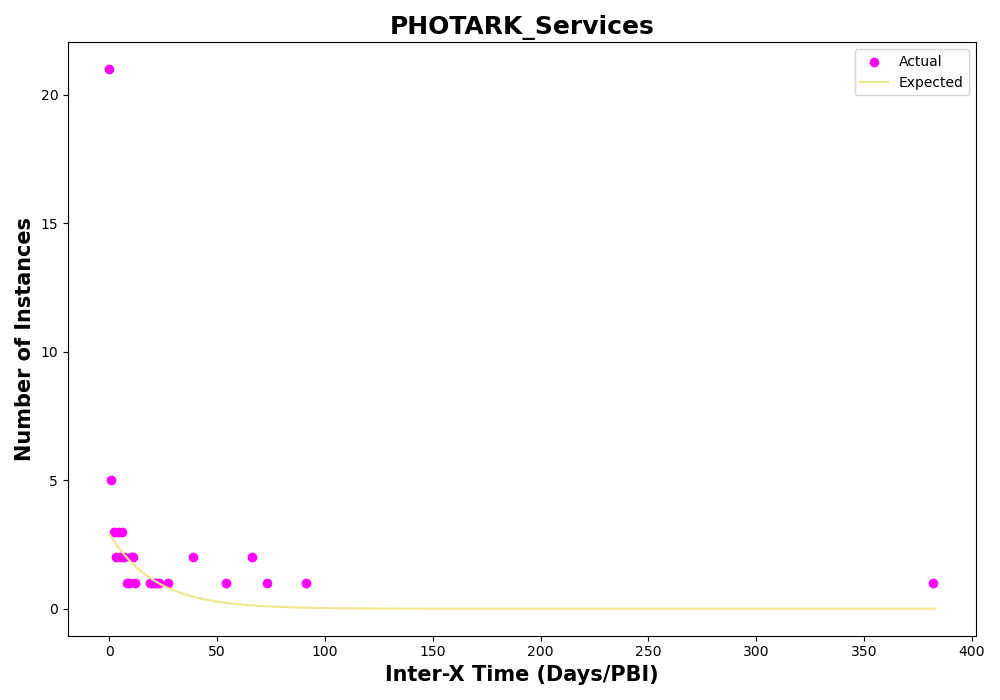 PHOTARK_Services
Actual
Expected
Number of Instances
20
15
10
5
0
0
50
100
150
200
250
300
350
400
Inter-X Time (Days/PBI)